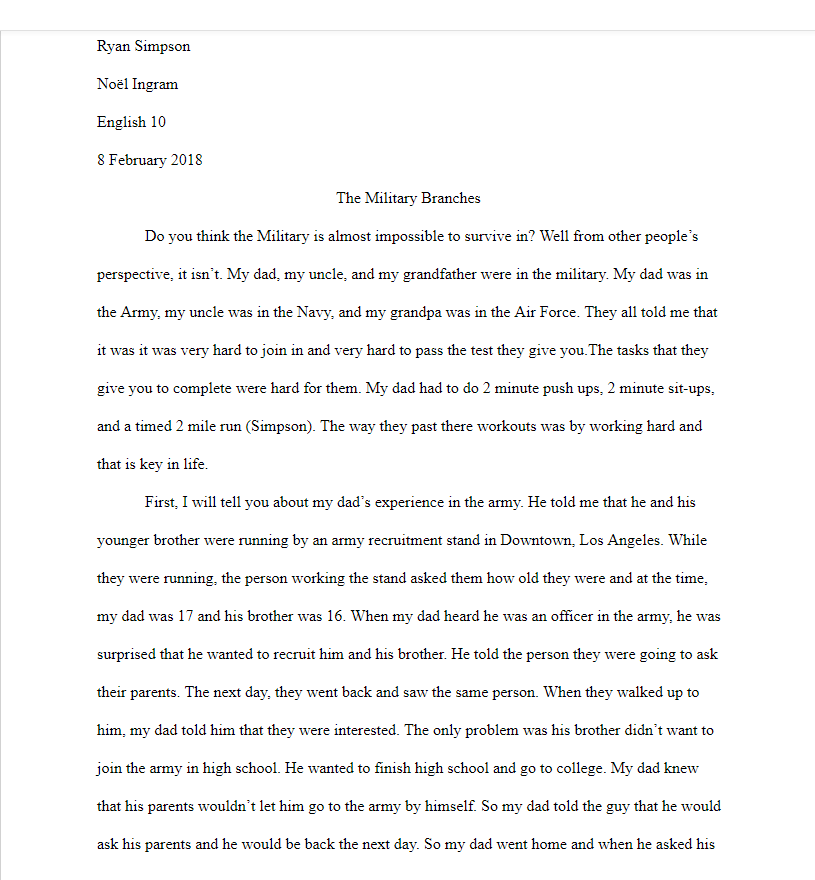 Ryan Simpson
Noël Ingram
English 10
8 February 2018
The Military Branches
Do you think the Military is almost impossible to survive in? Well from other people’s
perspective, it isn’t. My dad, my uncle, and my grandfather were in the military. My dad was in
the Army, my uncle was in the Navy, and my grandpa was in the Air Force. They all told me that
it was it was very hard to join in and very hard to pass the test they give you.The tasks that they
give you to complete were hard for them. My dad had to do 2 minute push ups, 2 minute sit-ups,
and a timed 2 mile run (Simpson). The way they past there workouts was by working hard and
that is key in life.
First, I will tell you about my dad’s experience in the army. He told me that he and his
younger brother were running by an army recruitment stand in Downtown, Los Angeles. While
they were running, the person working the stand asked them how old they were and at the time,
my dad was 17 and his brother was 16. When my dad heard he was an officer in the army, he was
surprised that he wanted to recruit him and his brother. He told the person they were going to ask
their parents. The next day, they went back and saw the same person. When they walked up to
him, my dad told him that they were interested. The only problem was his brother didn’t want to
join the army in high school. He wanted to finish high school and go to college. My dad knew
that his parents wouldn’t let him go to the army by himself. So my dad told the guy that he would
ask his parents and he would be back the next day. So my dad went home and when he asked his